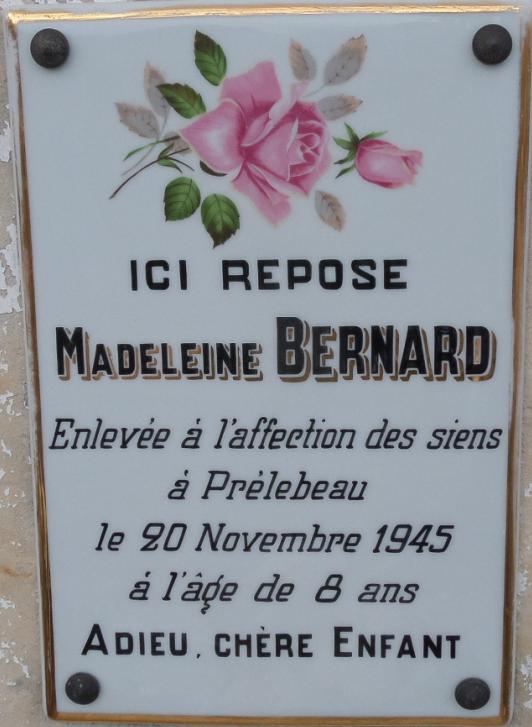 ICI REPOSE
MADELEINE BERNARD
Enlevée à l'affection des siens
à Prèlebeau
le 20 Novembre 1945
à l'âge de 8 ans
ADIEU, CHÈRE ENFANT